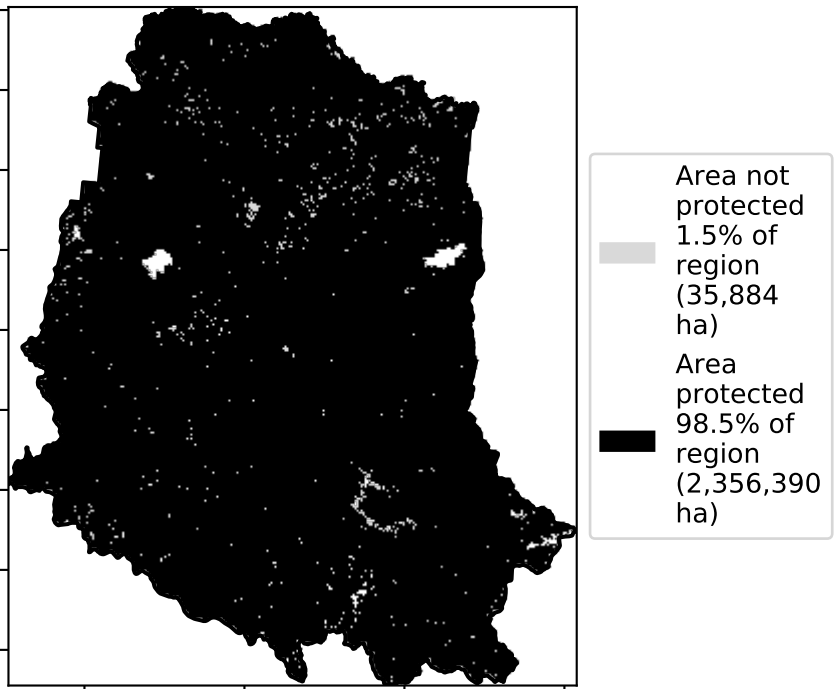 Area not
protected
1.5% of
region
(35,884
ha)
Area
protected
98.5% of
region
(2,356,390
ha)